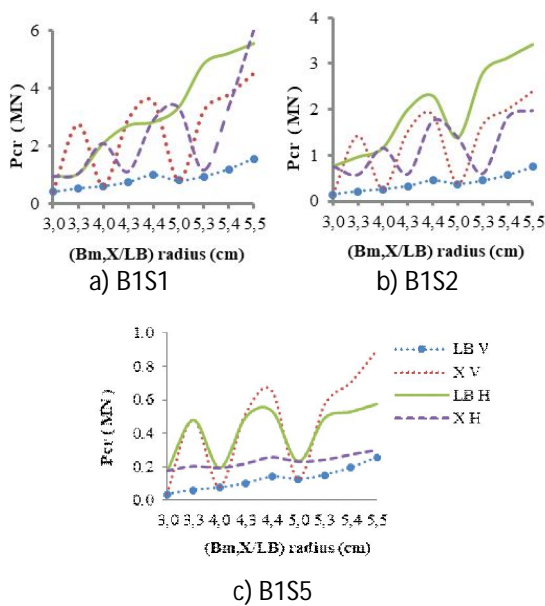 6
4
2
0
Pcr (MN)
3,0 3,3 4,0 4,3 4,4 5,0 5,3 5,4 5,5
(Bm,X/LB) radius (cm)
a) B1S1
4
3
2
1
0
Pcr (MN)
3,0 3,3 4,0 4,3 4,4 5,0 5,3 5,4 5,5
(Bm,X/LB) radius (cm)
b) B1S2
1.0
0.8
0.6
0.4
0.2
0.0
Pcr (MN)
3,0 3,3 4,0 4,3 4,4 5,0 5,3 5,4 5,5
(Bm,X/LB) radius (cm)
LB V
X V
LB H
X H
c) B1S5